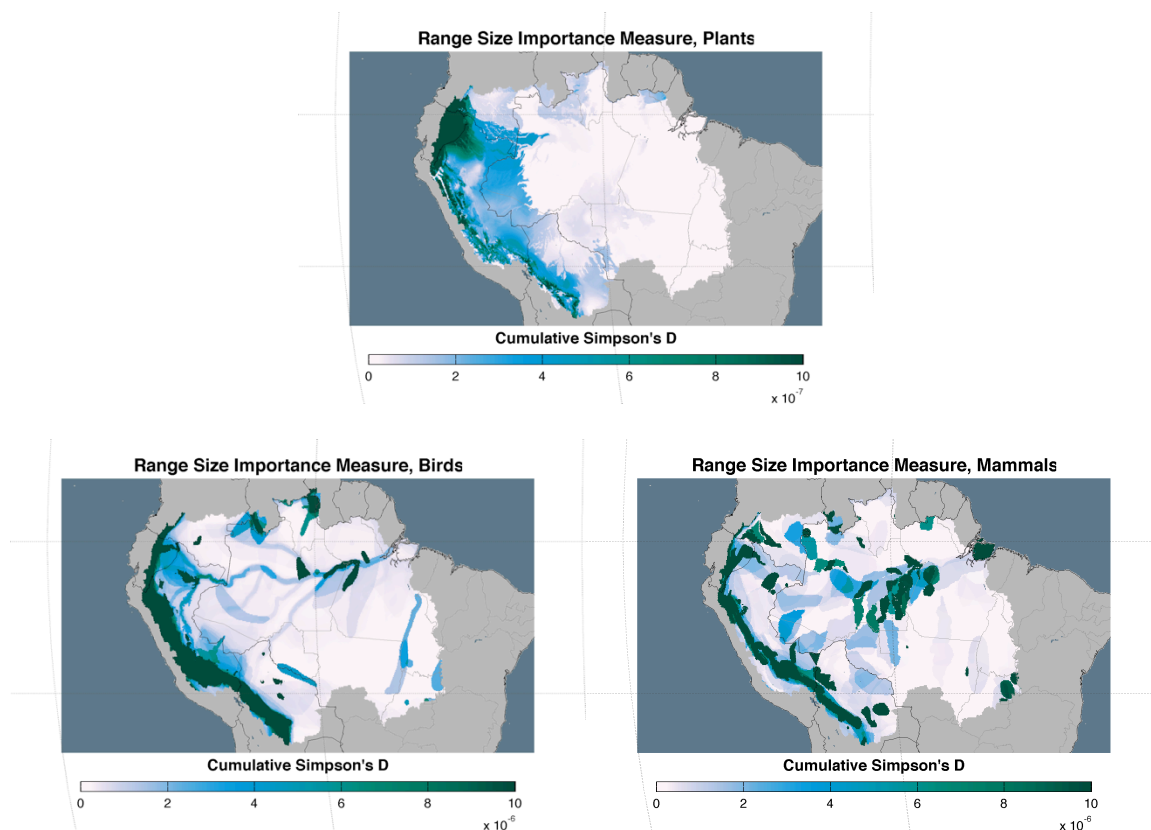 Range Size Importance Measure, Plants
Cumulative Simpson's D
0 2 4 6 8 10
x 10-7
Range Size Importance Measure, Birds
Cumulative Simpson's D
0 2 4 6 8 10
x 10-6
Range Size Importance Measure, Mammals
Cumulative Simpson's D
0 2 4 6 8 10
x 10-6